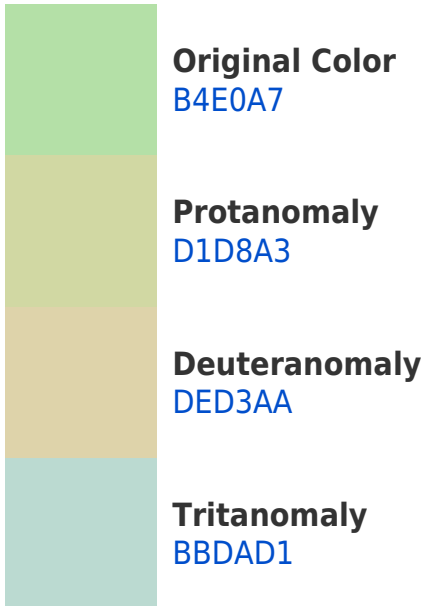 Original Color
B4E0A7
Protanomaly
D1D8A3
Deuteranomaly
DED3AA
Tritanomaly
BBDAD1